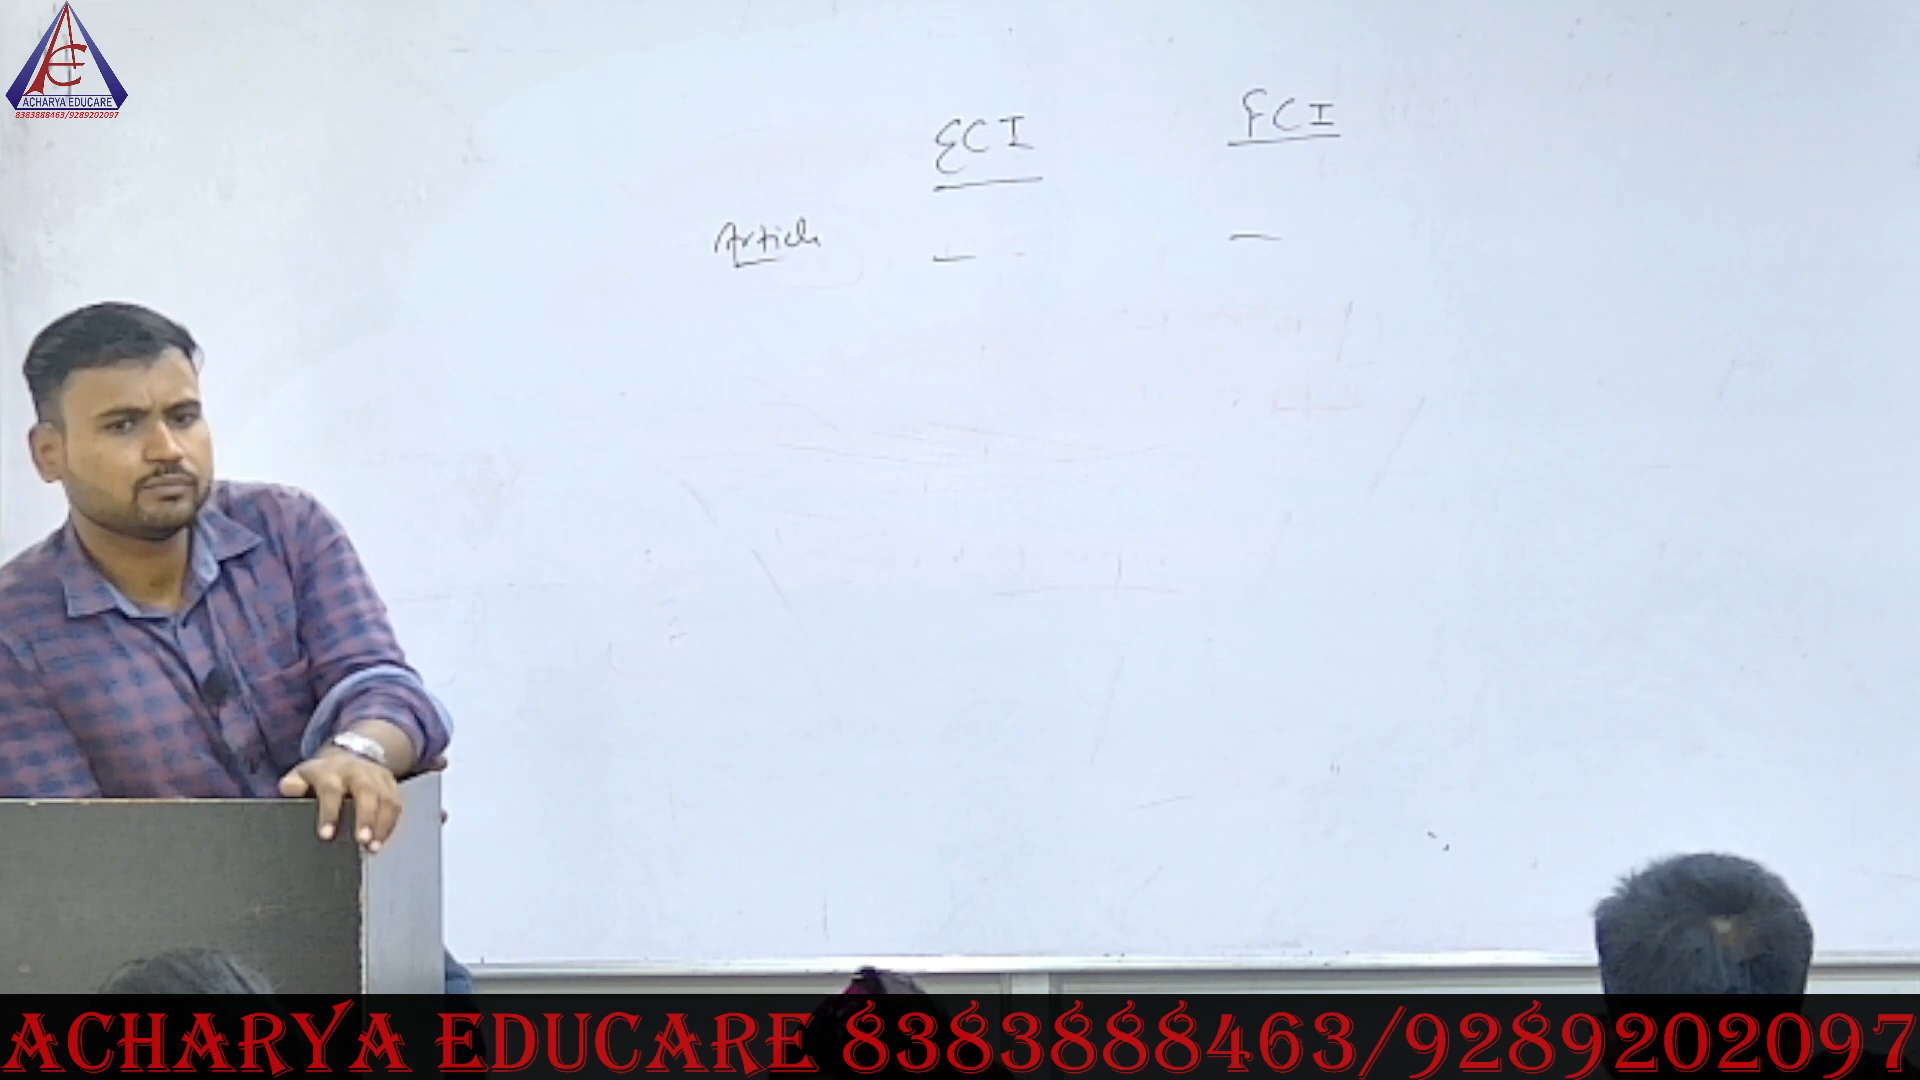 ACHARYA EDUCARE
8383888463/9289202097
ECI FCI
Article — —
ACHARYA EDUCARE 8383888463/9289202097